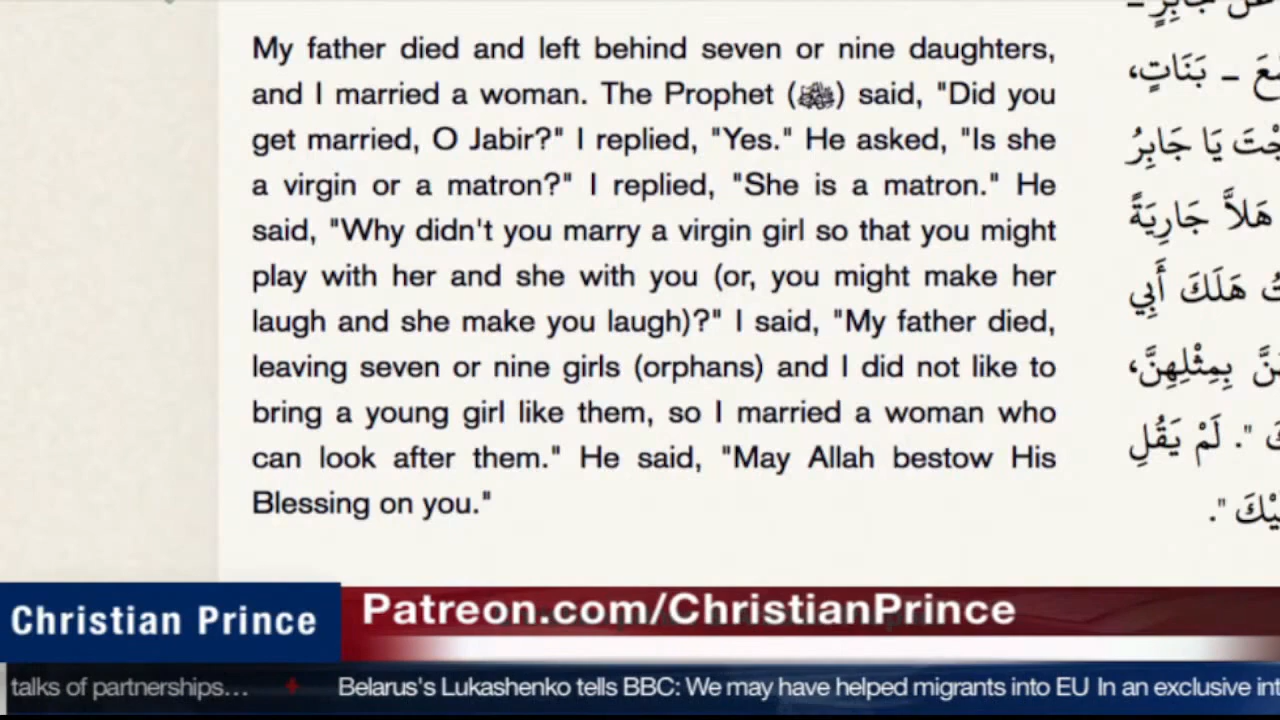 My father died and left behind seven or nine daughters,
and I married a woman. The Prophet (ﷺ) said, "Did you
get married, O Jabir?" I replied, "Yes." He asked, "Is she
a virgin or a matron?" I replied, "She is a matron." He
said, "Why didn't you marry a virgin girl so that you might
play with her and she with you (or, you might make her
laugh and she make you laugh)?" I said, "My father died,
leaving seven or nine girls (orphans) and I did not like to
bring a young girl like them, so I married a woman who
can look after them." He said, "May Allah bestow His
Blessing on you."
جَابِرٍ ـ
ـ بَنَاتٍ،
يَا جَابِرُ
هَلاَّ جَارِيَةً
هَلَكَ أَبِي
بِمِثْلِهِنَّ،
". لَمْ يَقُلِ
".
Christian Prince
Patreon.com/ChristianPrince
talks of partnerships... Belarus's Lukashenko tells BBC: We may have helped migrants into EU In an exclusive